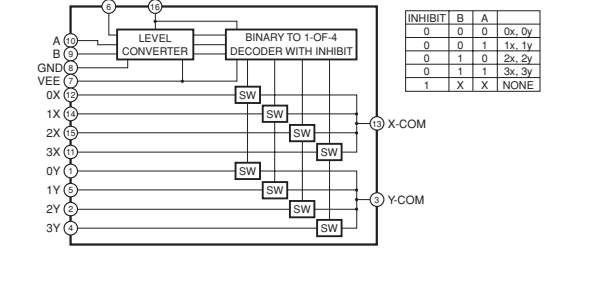 6 16
LEVEL CONVERTER
BINARY TO 1-OF-4 DECODER WITH INHIBIT
A 10
B 9
GND 8
VEE 7
0X 12 SW
1X 14 SW
13 X-COM
2X 15 SW
3X 11 SW
0Y 1 SW
1Y 5 SW
3 Y-COM
2Y 2 SW
3Y 4 SW
INHIBIT B A
0 0 0 0x, 0y
0 0 1 1x, 1y
0 1 0 2x, 2y
0 1 1 3x, 3y
1 X X NONE